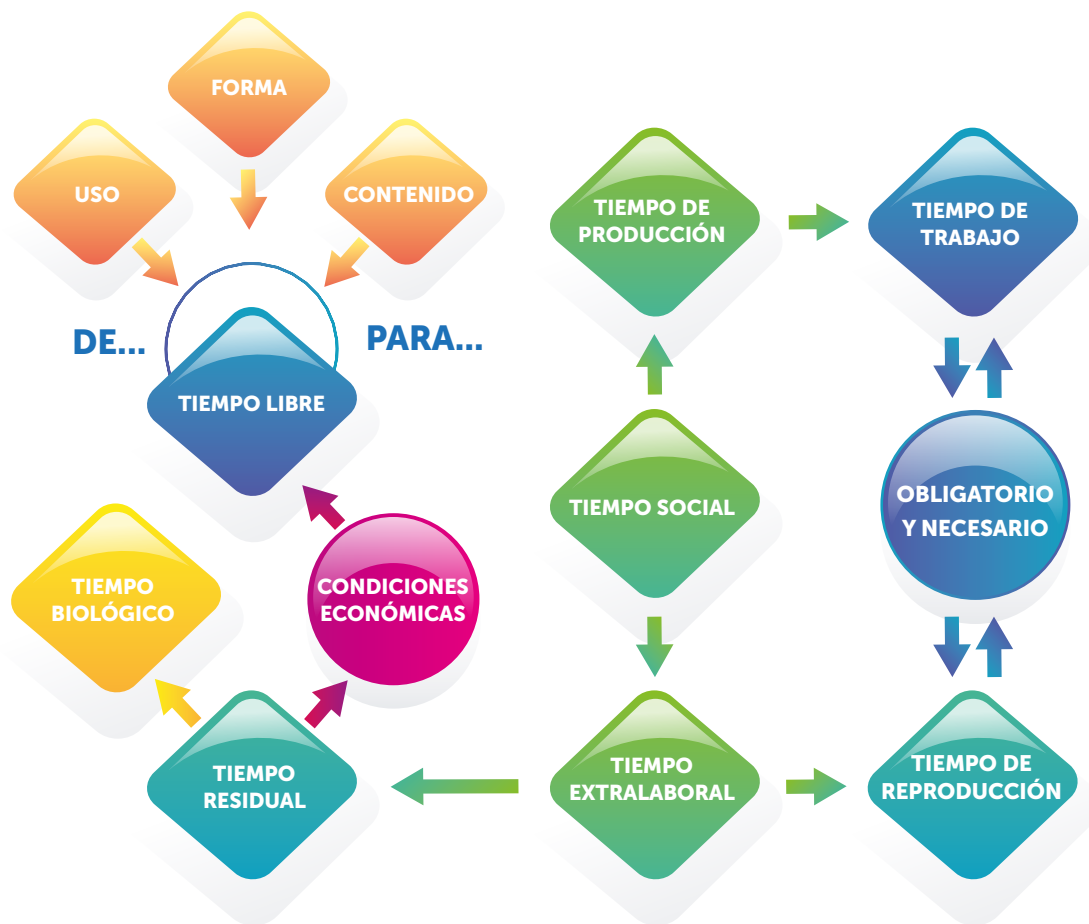 FORMA
USO
CONTENIDO
DE...
PARA...
TIEMPO LIBRE
TIEMPO
BIOLÓGICO
CONDICIONES
ECONÓMICAS
TIEMPO
RESIDUAL
TIEMPO DE
PRODUCCIÓN
TIEMPO DE
TRABAJO
TIEMPO SOCIAL
OBLIGATORIO
Y NECESARIO
TIEMPO
EXTRALABORAL
TIEMPO DE
REPRODUCCIÓN